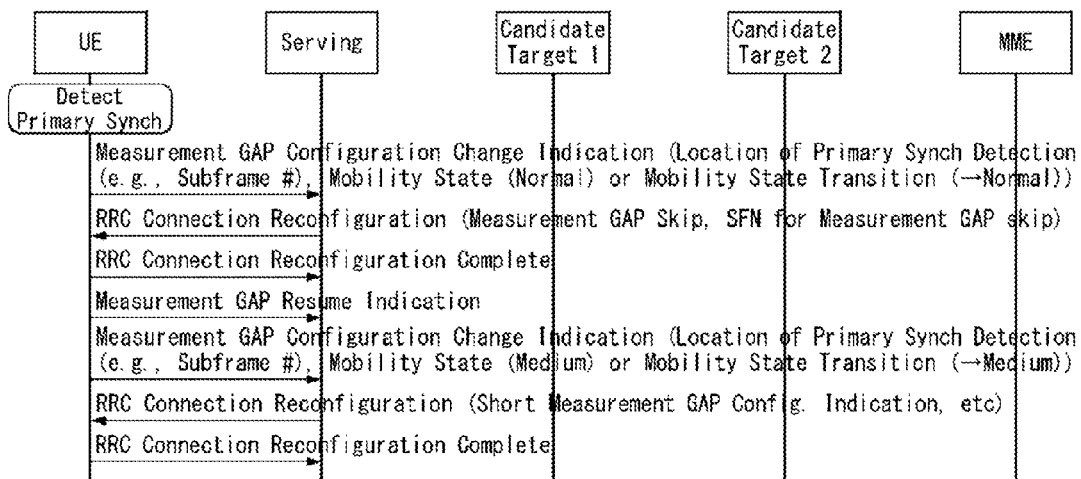 UE
Serving
Candidate
Target 1
Candidate
Target 2
MME
Detect
Primary Synch
Measurement GAP Configuration Change Indication (Location of Primary Synch Detection
(e.g., Subframe #), Mobility State (Normal) or Mobility State Transition (→Normal))
RRC Connection Reconfiguration (Measurement GAP Skip, SFN for Measurement GAP skip)
RRC Connection Reconfiguration Complete
Measurement GAP Resume Indication
Measurement GAP Configuration Change Indication (Location of Primary Synch Detection
(e.g., Subframe #), Mobility State (Medium) or Mobility State Transition (→Medium))
RRC Connection Reconfiguration (Short Measurement GAP Config. Indication, etc)
RRC Connection Reconfiguration Complete